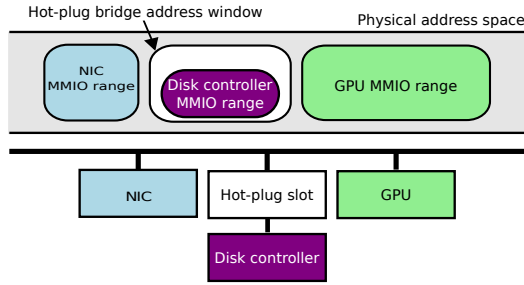 Hot-plug bridge address window
Physical address space
NIC
MMIO range
Disk controller
MMIO range
GPU MMIO range
NIC
Hot-plug slot
GPU
Disk controller